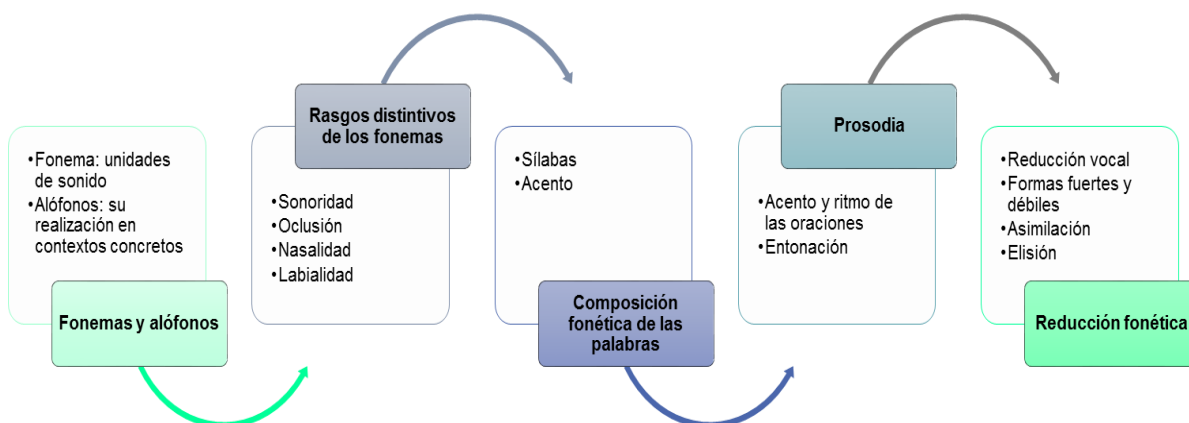 •Fonema: unidades
de sonido
•Alófonos: su
realización en
contextos concretos
Fonemas y alófonos
Rasgos distintivos
de los fonemas
•Sonoridad
•Oclusión
•Nasalidad
•Labialidad
•Sílabas
•Acento
Composición
fonética de las
palabras
Prosodia
•Acento y ritmo de
las oraciones
•Entonación
•Reducción vocal
•Formas fuertes y
débiles
•Asimilación
•Elisión
Reducción fonética